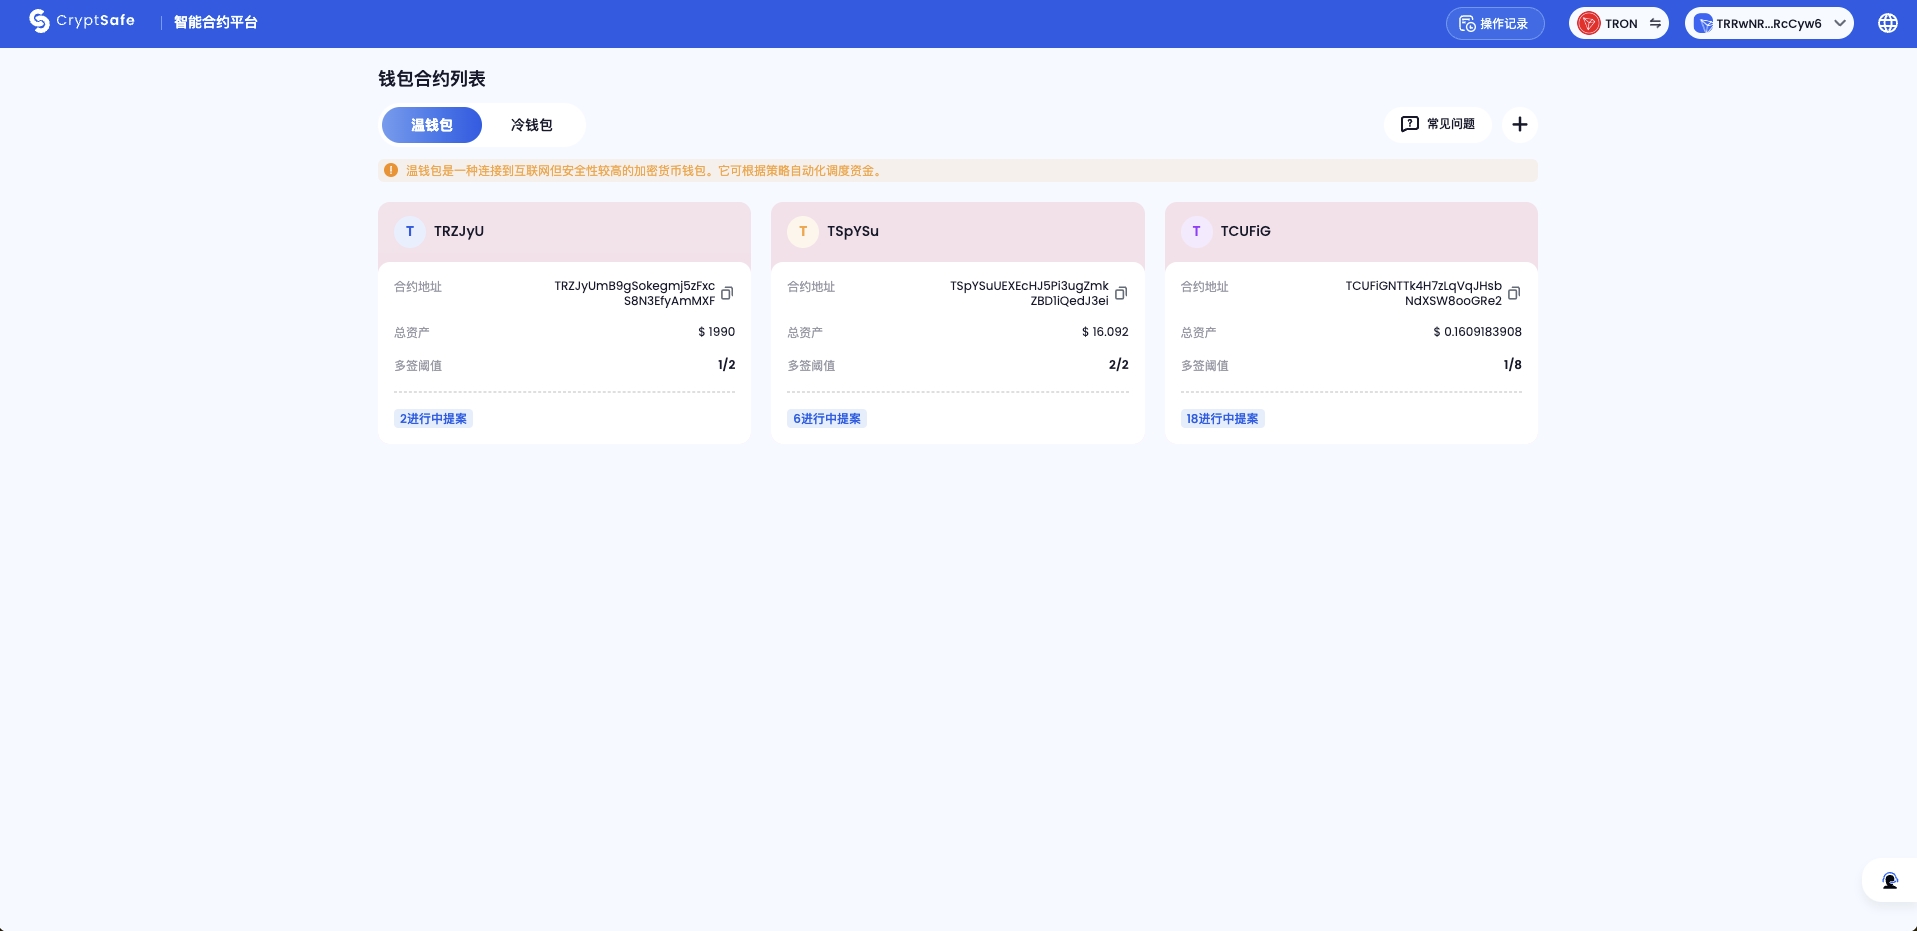 CryptSafe
智能合约平台
操作记录
TRON
TRRwNR...RcCyw6
钱包合约列表
温钱包
冷钱包
常见问题
温钱包是一种连接到互联网但安全性较高的加密货币钱包。它可根据策略自动化调度资金。
T
TRZJyU
合约地址
TRZJyUmB9gSokegmj5zFxc
S8N3EfyAmMXF
总资产
$ 1990
多签阈值
1/2
2进行中提案
T
TSpYSu
合约地址
TSpYSuUEXEcHJ5Pi3ugZmk
ZBD1iQedJ3ei
总资产
$ 16.092
多签阈值
2/2
6进行中提案
T
TCUFiG
合约地址
TCUFiGNTTk4H7zLqVqJHsb
NdXSW8ooGRe2
总资产
$ 0.1609183908
多签阈值
1/8
18进行中提案